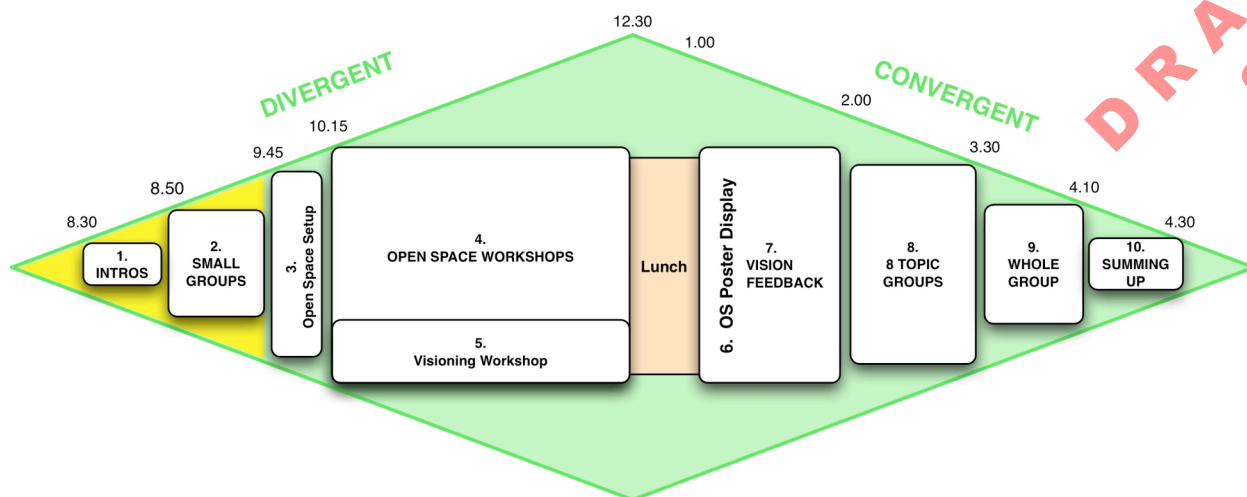 12.30
1.00
DIVERGENT
CONVERGENT
DRA
2.00
10.15
3.30
9.45
8.50
4.10
8.30
4.30
1.
INTROS
2.
SMALL
GROUPS
3.
Open Space Setup
4.
OPEN SPACE WORKSHOPS
5.
Visioning Workshop
Lunch
6. OS Poster Display
7.
VISION
FEEDBACK
8.
8 TOPIC
GROUPS
9.
WHOLE
GROUP
10.
SUMMING
UP